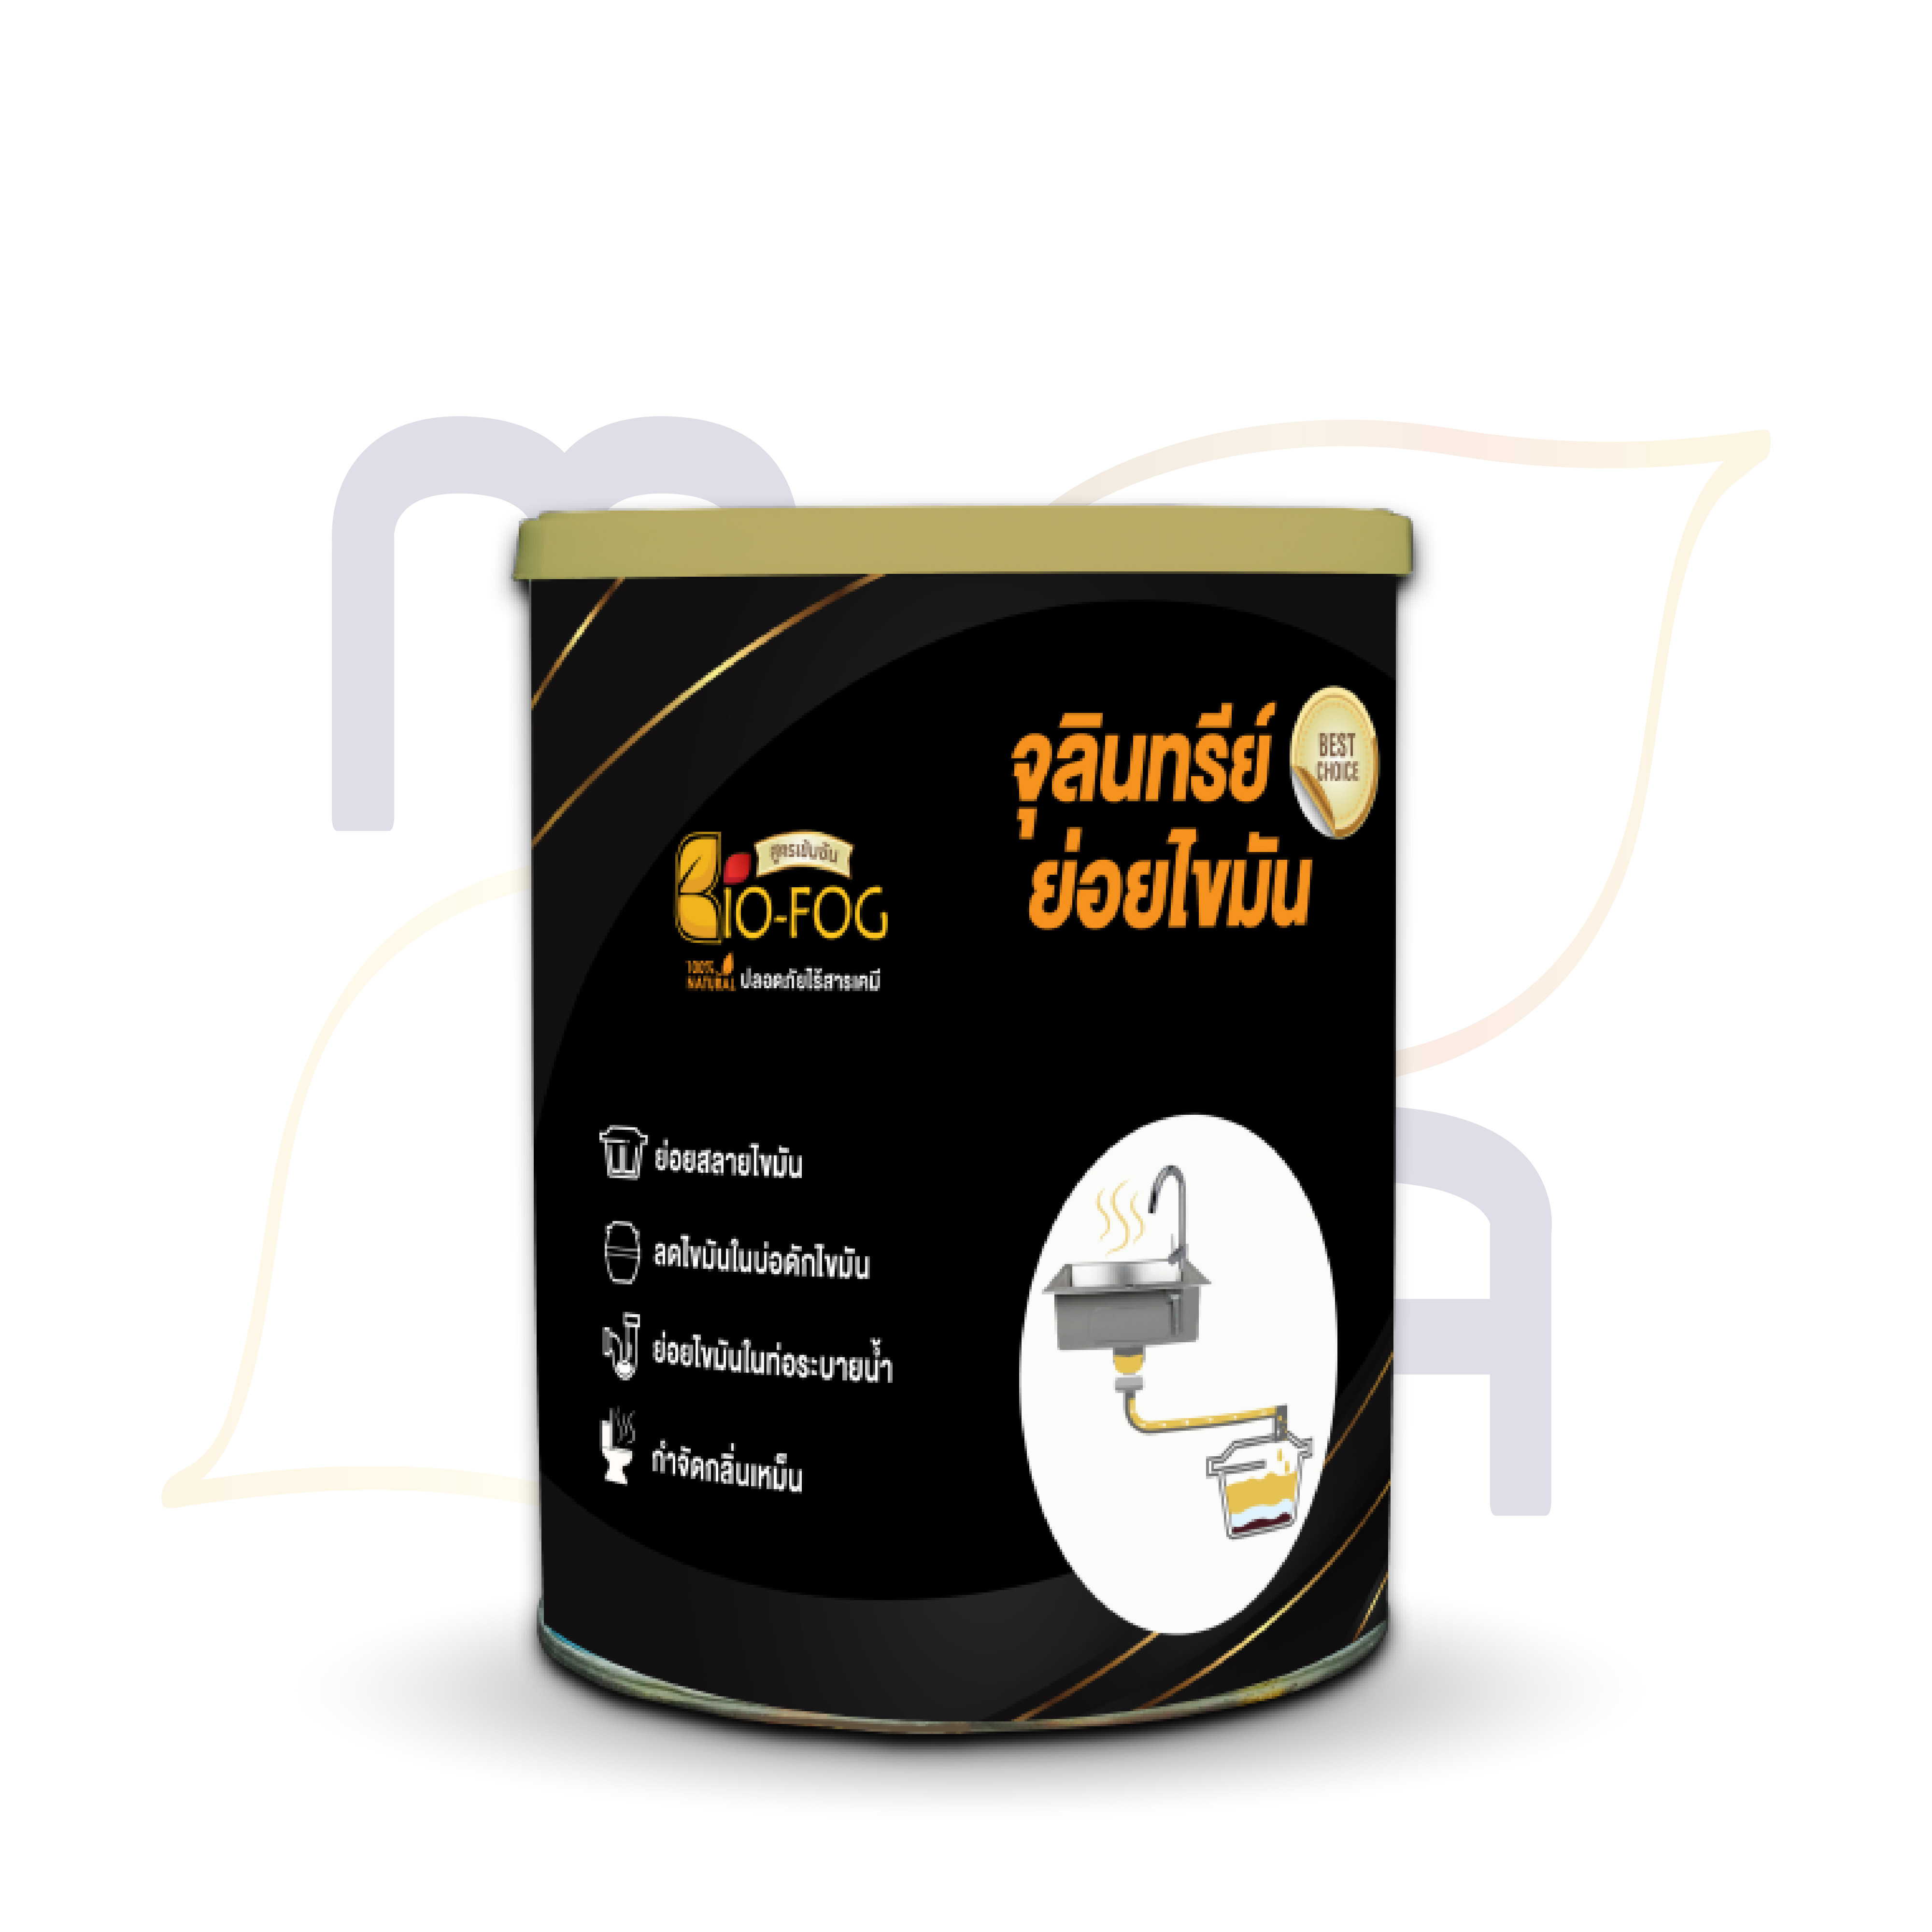 จุลินทรีย์
ย่อยไขมัน
BEST
CHOICE
สูตรเข้มข้น
BiO-FOG
100%
NATURAL
ปลอดภัยไร้สารเคมี
ย่อยสลายไขมัน
ลดไขมันในบ่อดักไขมัน
ย่อยไขมันในท่อระบายน้ำ
กำจัดกลิ่นเหม็น
m
A